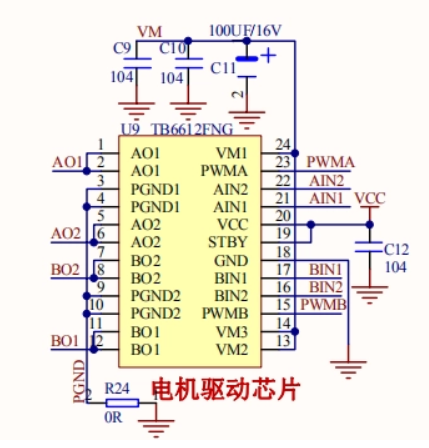 VM
100UF/16V
C9
C10
C11
+
104
104
2
U9 TB6612FNG
1 AO1 VM1 24
AO1 2 AO1 PWMA 23 PWMA
3 PGND1 AIN2 22 AIN2
4 PGND1 AIN1 21 AIN1 VCC
5 AO2 VCC 20
AO2 6 AO2 STBY 19
7 BO2 GND 18
BO2 8 BO2 BIN1 17 BIN1
9 PGND2 BIN2 16 BIN2
10 PGND2 PWMB 15 PWMB
11 BO1 VM3 14
BO1 12 BO1 VM2 13
C12
104
PGND
2
R24
1
0R
电机驱动芯片